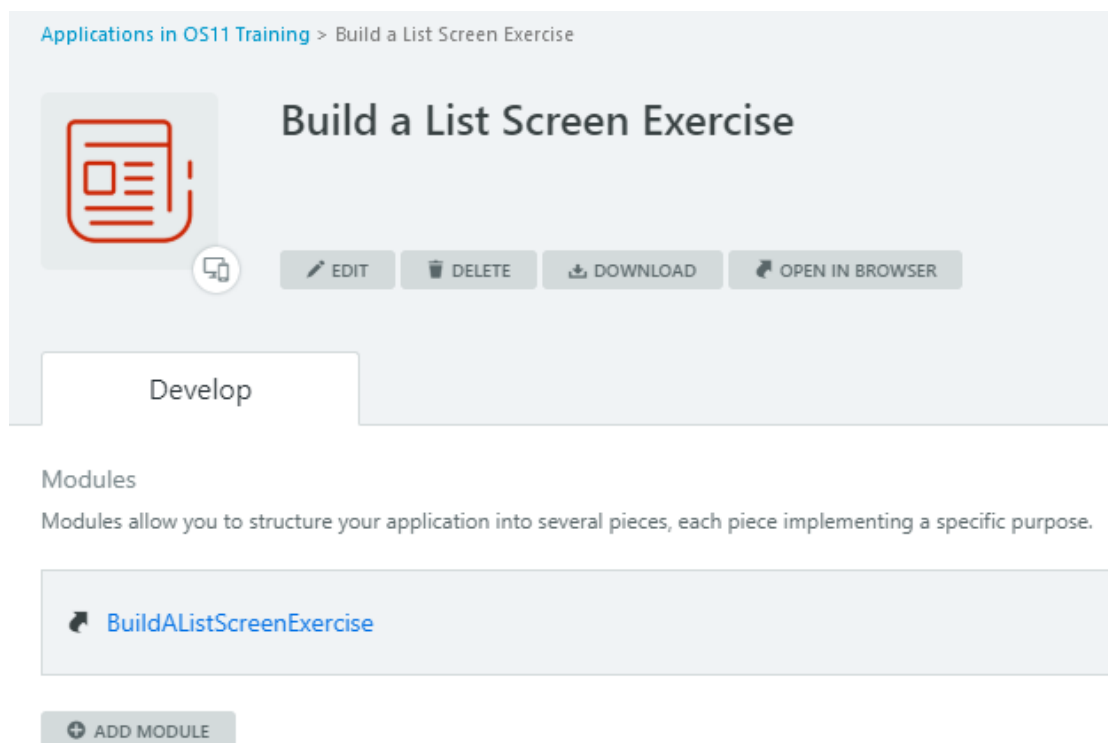 Applications in OS11 Training > Build a List Screen Exercise
Build a List Screen Exercise
EDIT DELETE DOWNLOAD OPEN IN BROWSER
Develop
Modules
Modules allow you to structure your application into several pieces, each piece implementing a specific purpose.
BuildAListScreenExercise
ADD MODULE